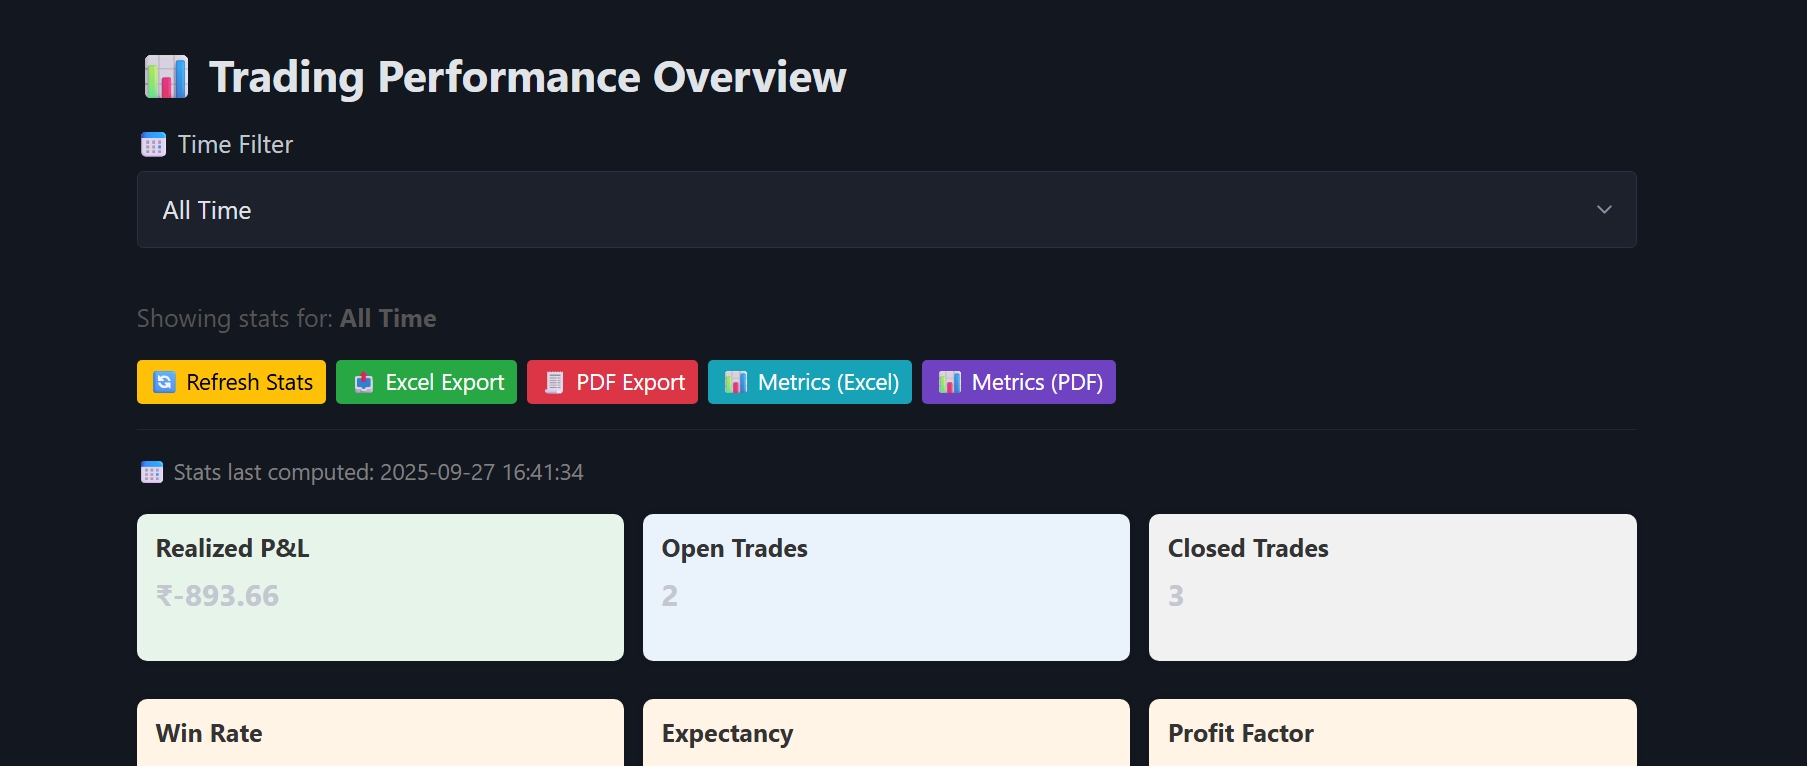 Trading Performance Overview
Time Filter
All Time
Showing stats for: All Time
Refresh Stats
Excel Export
PDF Export
Metrics (Excel)
Metrics (PDF)
Stats last computed: 2025-09-27 16:41:34
Realized P&L
₹-893.66
Open Trades
2
Closed Trades
3
Win Rate
Expectancy
Profit Factor